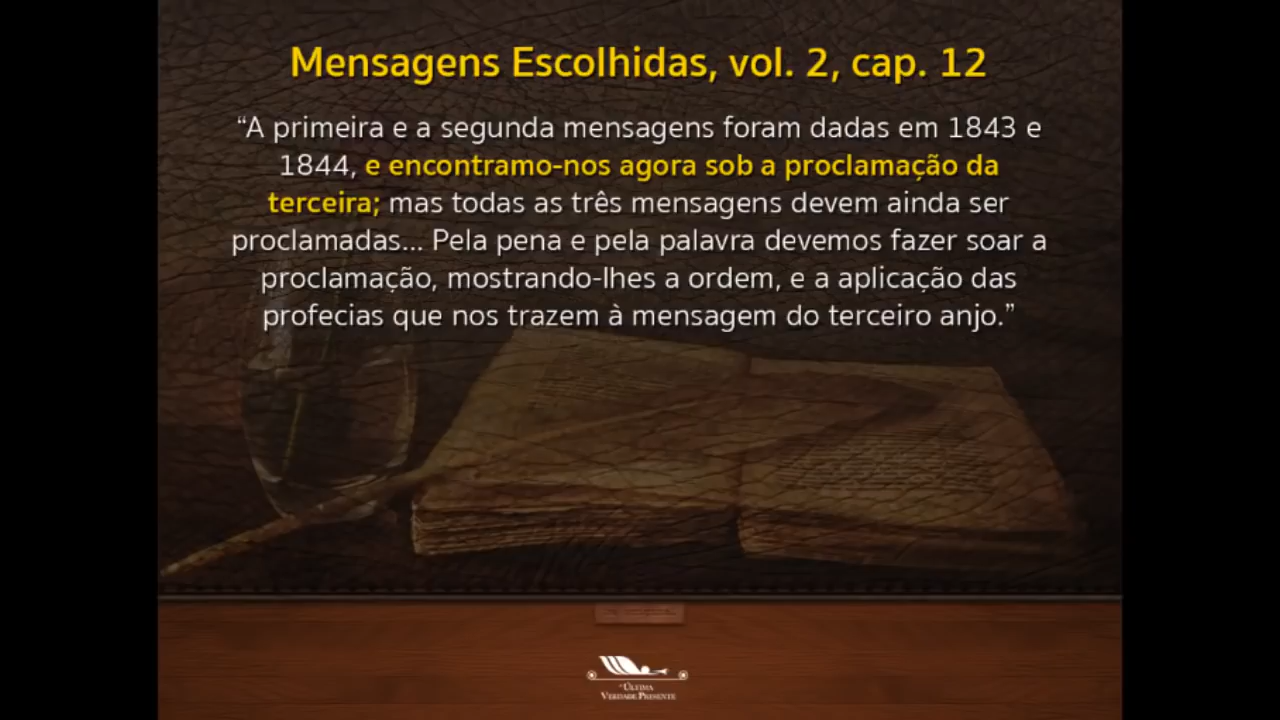 Mensagens Escolhidas, vol. 2, cap. 12
“A primeira e a segunda mensagens foram dadas em 1843 e
1844, e encontramo-nos agora sob a proclamação da
terceira; mas todas as três mensagens devem ainda ser
proclamadas... Pela pena e pela palavra devemos fazer soar a
proclamação, mostrando-lhes a ordem, e a aplicação das
profecias que nos trazem à mensagem do terceiro anjo.”
ÚLTIMA
VERDADE PRESENTE